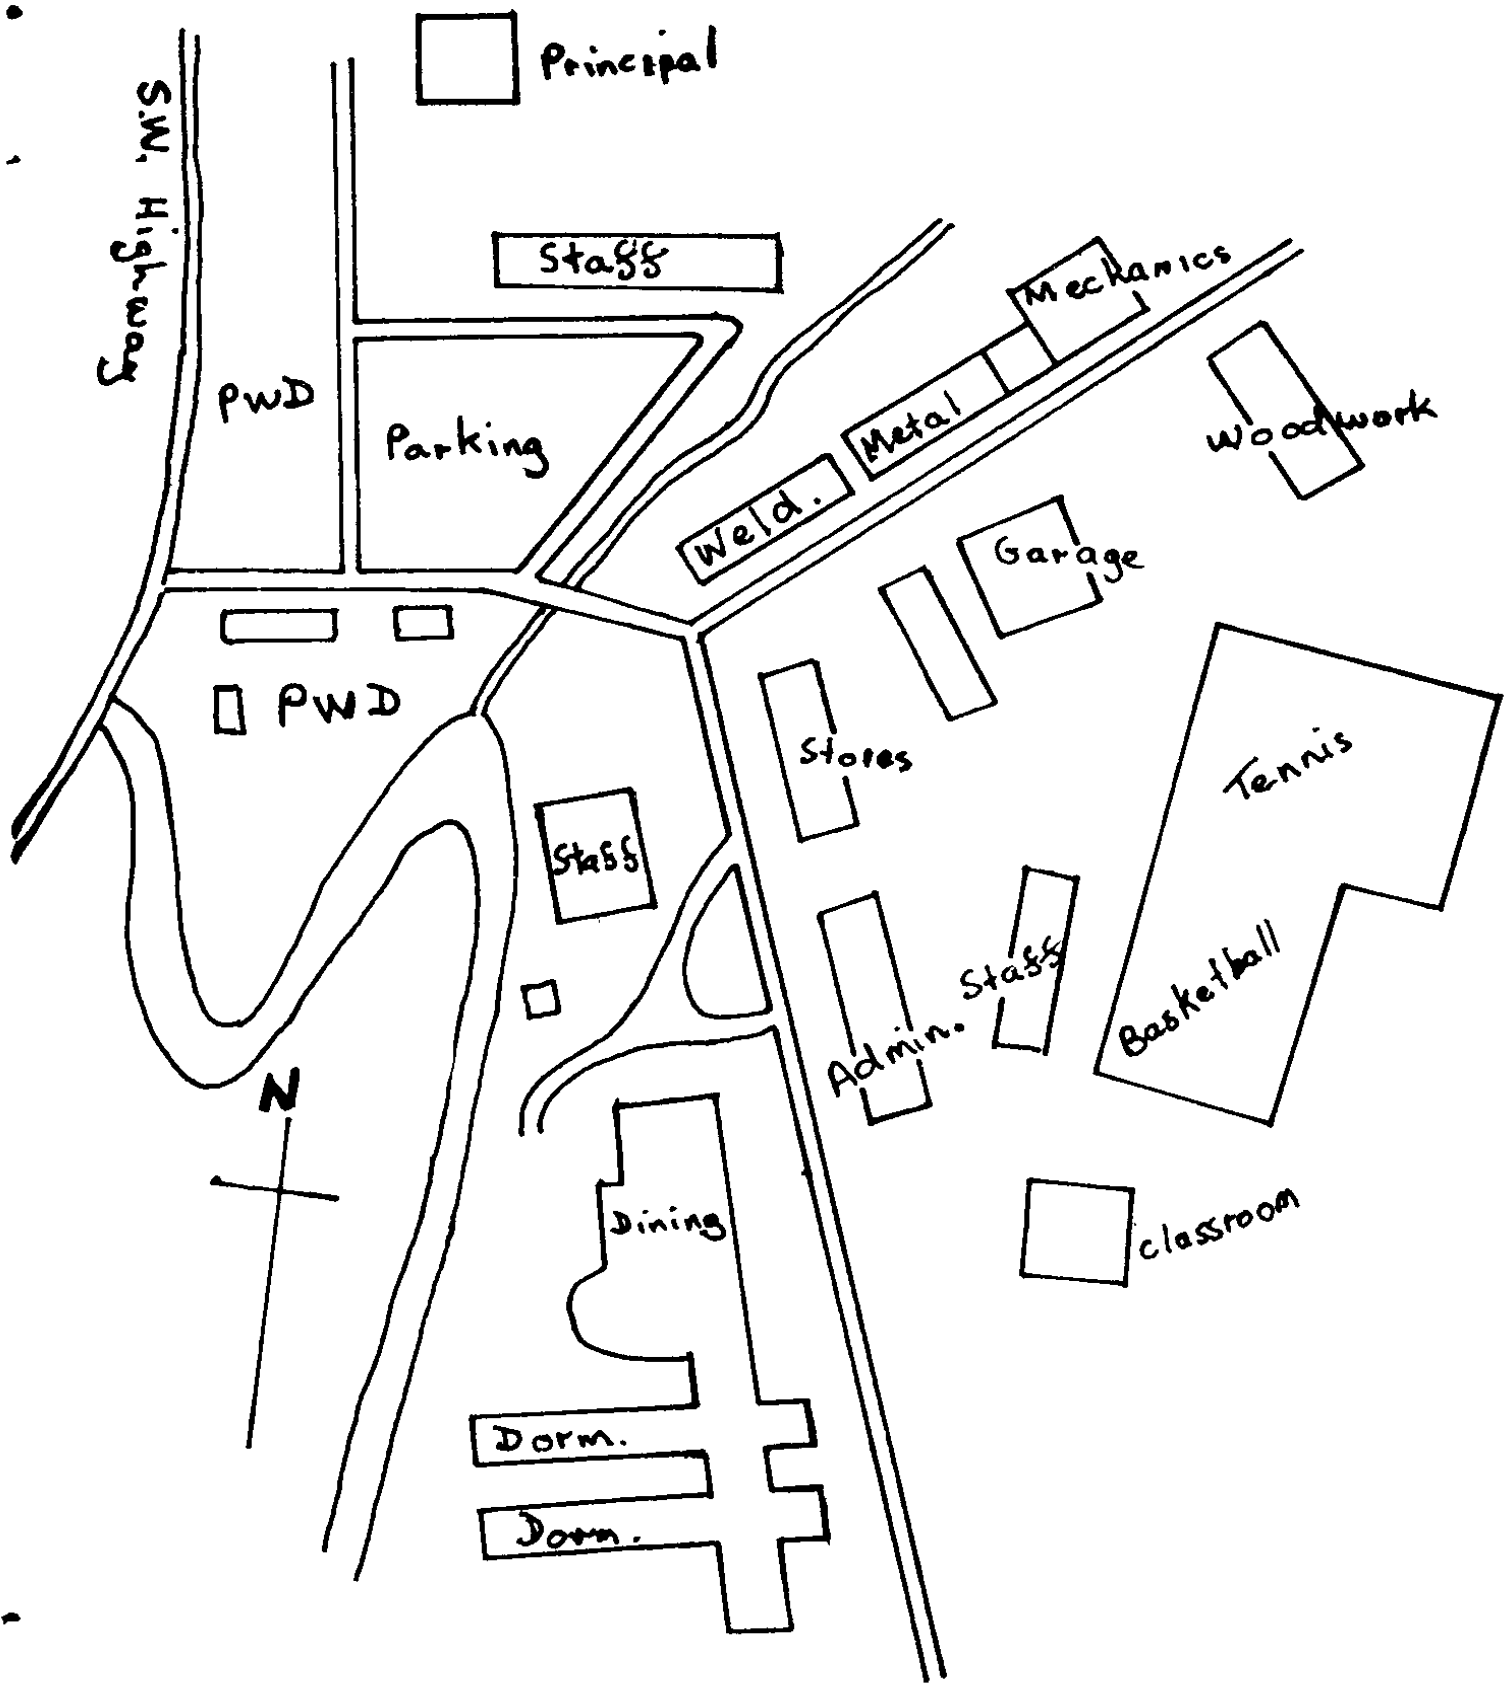 Principal
S.W. Highway
Staff
Mechanics
PWD
Parking
Metal
Woodwork
Weld.
Garage
PWD
Stores
Tennis
Staff
Staff
Basketball
Admin.
N
Dining
classroom
Dorm.
Dorm.